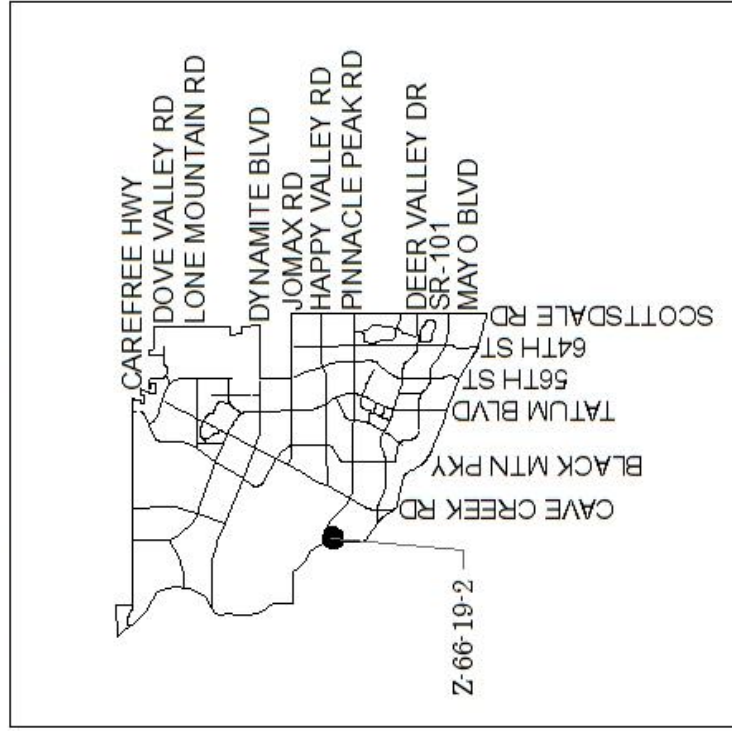 CAREFREE HWY
DOVE VALLEY RD
LONE MOUNTAIN RD
DYNAMITE BLVD
JOMAX RD
HAPPY VALLEY RD
PINNACLE PEAK RD
DEER VALLEY DR
SR-101
MAYO BLVD
SCOTTSDALE RD
64TH ST
56TH ST
TATUM BLVD
BLACK MTN PKY
CAVE CREEK RD
Z-66-19-2